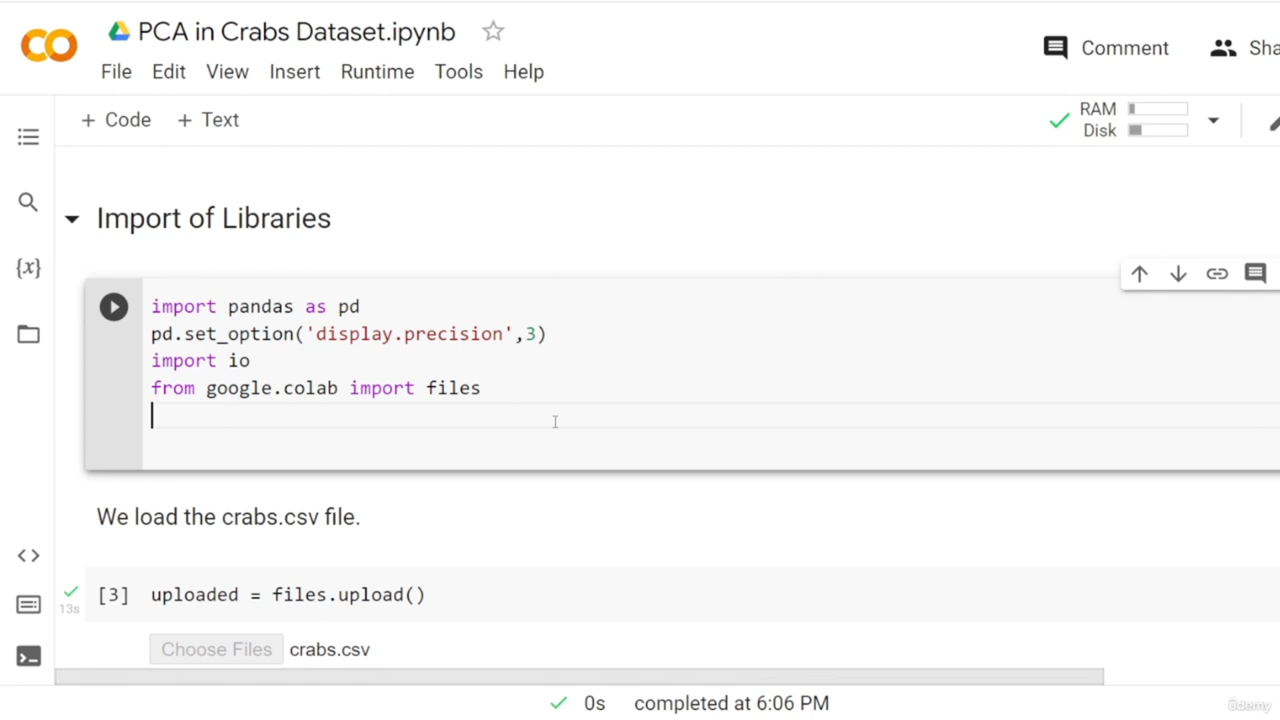 PCA in Crabs Dataset.ipynb
Comment
Sha
File Edit View Insert Runtime Tools Help
+ Code + Text
RAM
Disk
Import of Libraries
{x}
import pandas as pd
pd.set_option('display.precision',3)
import io
from google.colab import files
We load the crabs.csv file.
[3] uploaded = files.upload()
13s
Choose Files crabs.csv
0s completed at 6:06 PM
ûdemy